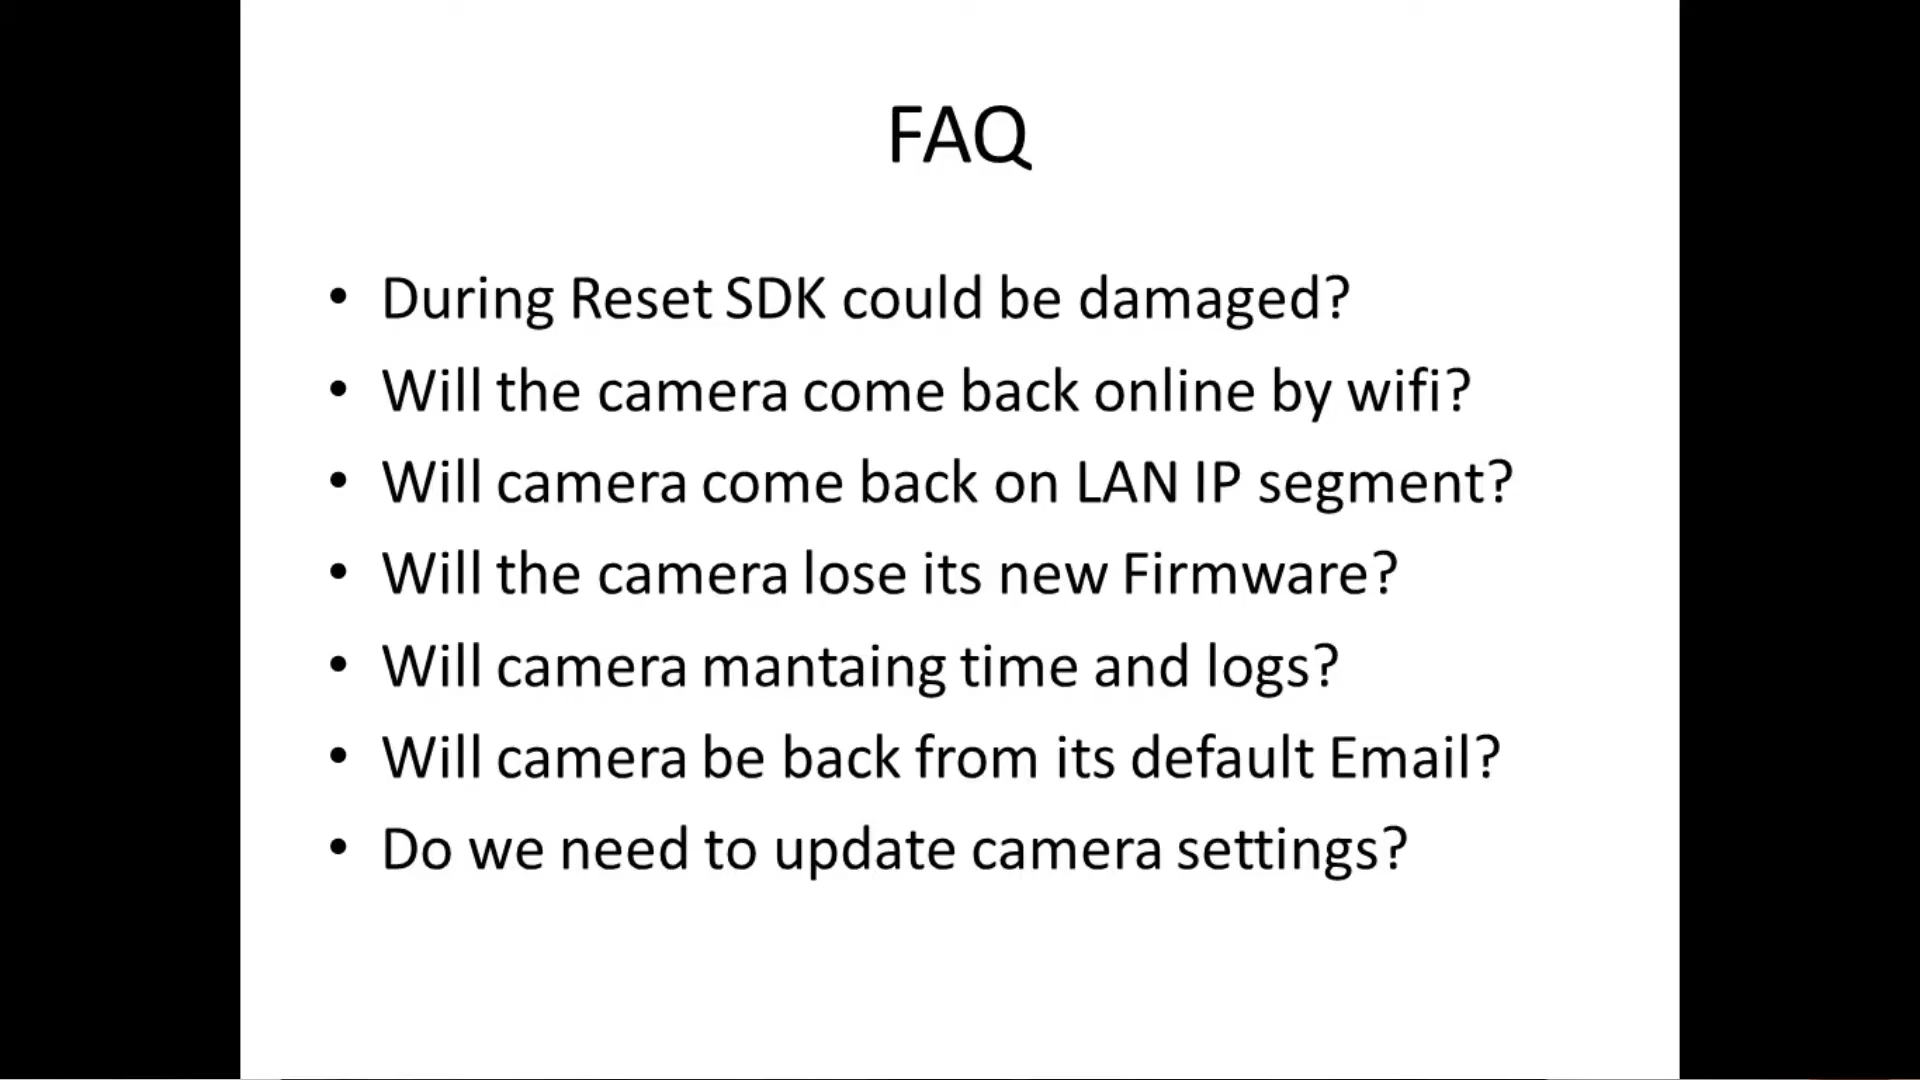 FAQ
• During Reset SDK could be damaged?
• Will the camera come back online by wifi?
• Will camera come back on LAN IP segment?
• Will the camera lose its new Firmware?
• Will camera mantaing time and logs?
• Will camera be back from its default Email?
• Do we need to update camera settings?